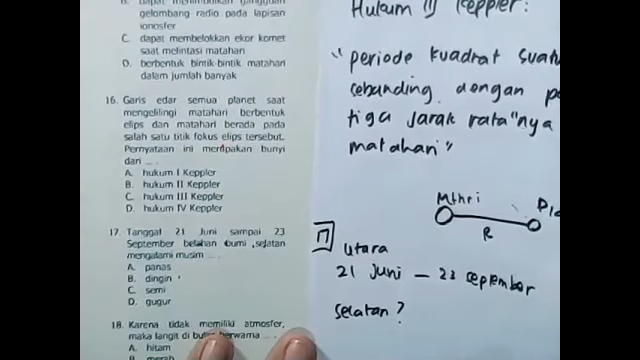 B. dapat menimbulkan gangguan
gelombang radio pada lapisan
ionosfer
C. dapat membelokkan ekor komet
saat melintasi matahari
D. berbentuk bintik-bintik matahari
dalam jumlah banyak
16. Garis edar semua planet saat
mengelilingi matahari berbentuk
elips dan matahari berada pada
salah satu titik fokus elips tersebut.
Pernyataan ini merupakan bunyi
dari ....
A. hukum I Keppler
B. hukum II Keppler
C. hukum III Keppler
D. hukum IV Keppler
17. Tanggal 21 Juni sampai 23
September belahan bumi selatan
mengalami musim ....
A. panas
B. dingin
C. semi
D. gugur
18. Karena tidak memiliki atmosfer,
maka langit di bulan berwarna ....
A. hitam
B. merah
Hukum III Keppler:
"periode kuadrat suatu
sebanding dengan
tiga jarak rata"nya
matahari"
Mthri
R
17
Utara
21 Juni - 23 September
selatan?